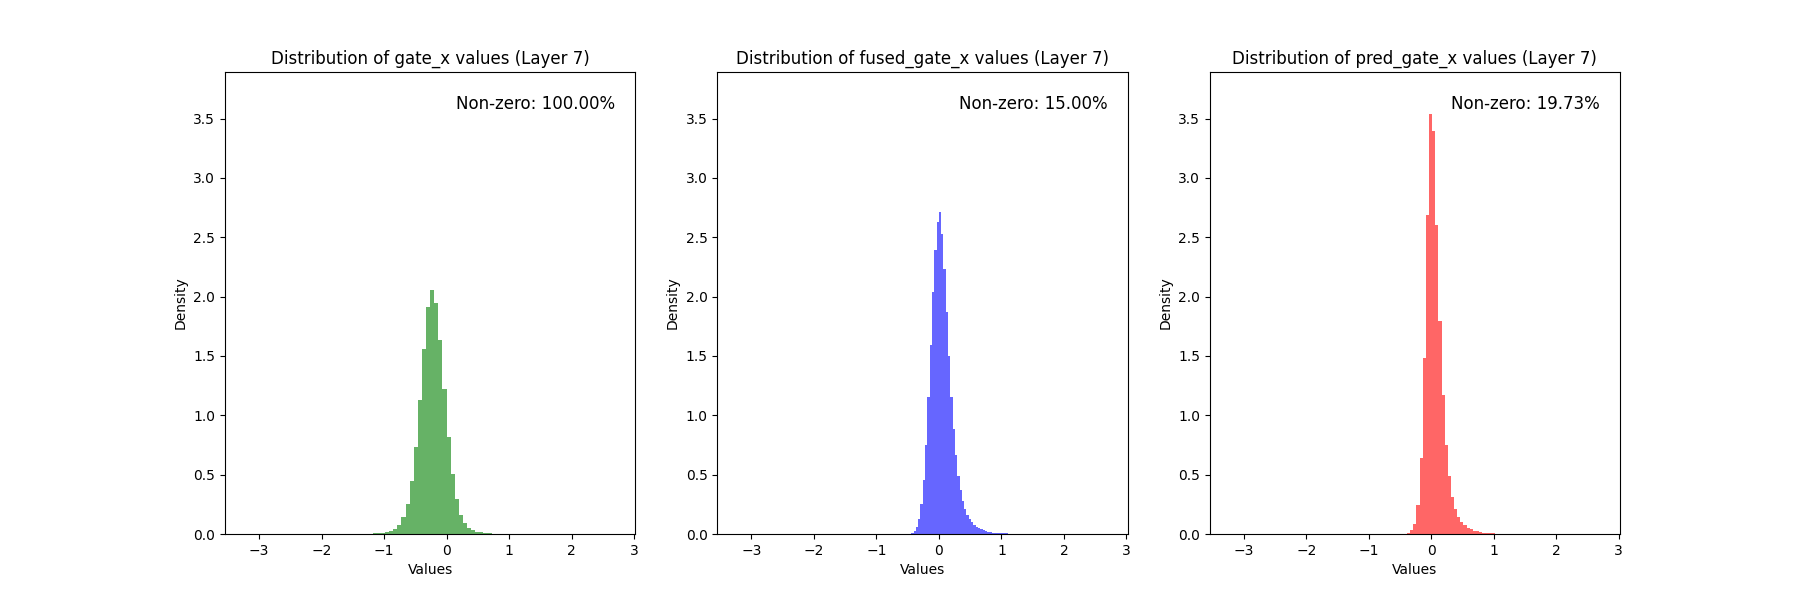 Distribution of gate_x values (Layer 7)
Non-zero: 100.00%
3.5
3.0
2.5
2.0
1.5
1.0
0.5
0.0
Density
−3 −2 −1 0 1 2 3
Values
Distribution of fused_gate_x values (Layer 7)
Non-zero: 15.00%
3.5
3.0
2.5
2.0
1.5
1.0
0.5
0.0
Density
−3 −2 −1 0 1 2 3
Values
Distribution of pred_gate_x values (Layer 7)
Non-zero: 19.73%
3.5
3.0
2.5
2.0
1.5
1.0
0.5
0.0
Density
−3 −2 −1 0 1 2 3
Values